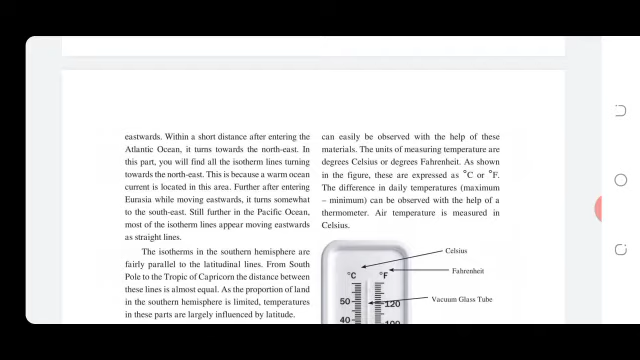 eastwards. Within a short distance after entering the
Atlantic Ocean, it turns towards the north-east. In
this part, you will find all the isotherm lines turning
towards the north-east. This is because a warm ocean
current is located in this area. Further after entering
Eurasia while moving eastwards, it turns somewhat
to the south-east. Still further in the Pacific Ocean,
most of the isotherm lines appear moving eastwards
as straight lines.
The isotherms in the southern hemisphere are
fairly parallel to the latitudinal lines. From South
Pole to the Tropic of Capricorn the distance between
these lines is almost equal. As the proportion of land
in the southern hemisphere is limited, temperatures
in these parts are largely influenced by latitude.
can easily be observed with the help of these
materials. The units of measuring temperature are
degrees Celsius or degrees Fahrenheit. As shown
in the figure, these are expressed as °C or °F.
The difference in daily temperatures (maximum
– minimum) can be observed with the help of a
thermometer. Air temperature is measured in
Celsius.
Celsius
Fahrenheit
°C °F
Vacuum Glass Tube
50 120
40 100